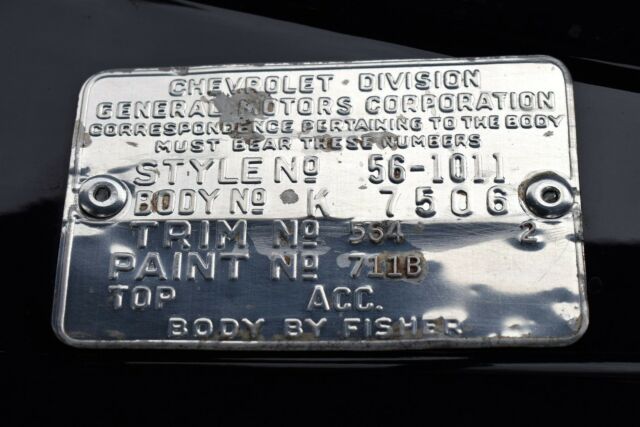 CHEVROLET DIVISION
GENERAL MOTORS CORPORATION
CORRESPONDENCE PERTAINING TO THE BODY
MUST BEAR THESE NUMBERS
STYLE NO 56-1011
BODY NO K 7506
TRIM NO 564 2
PAINT NO 711B
TOP ACC.
BODY BY FISHER